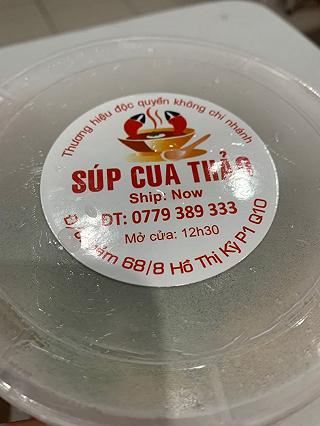 Thương hiệu độc quyền không chi nhánh
SÚP CUA THẢO
Ship: Now
ĐT: 0779 389 333
Mở cửa: 12h30
68/8 Hồ Thị Kỷ P1 Q10